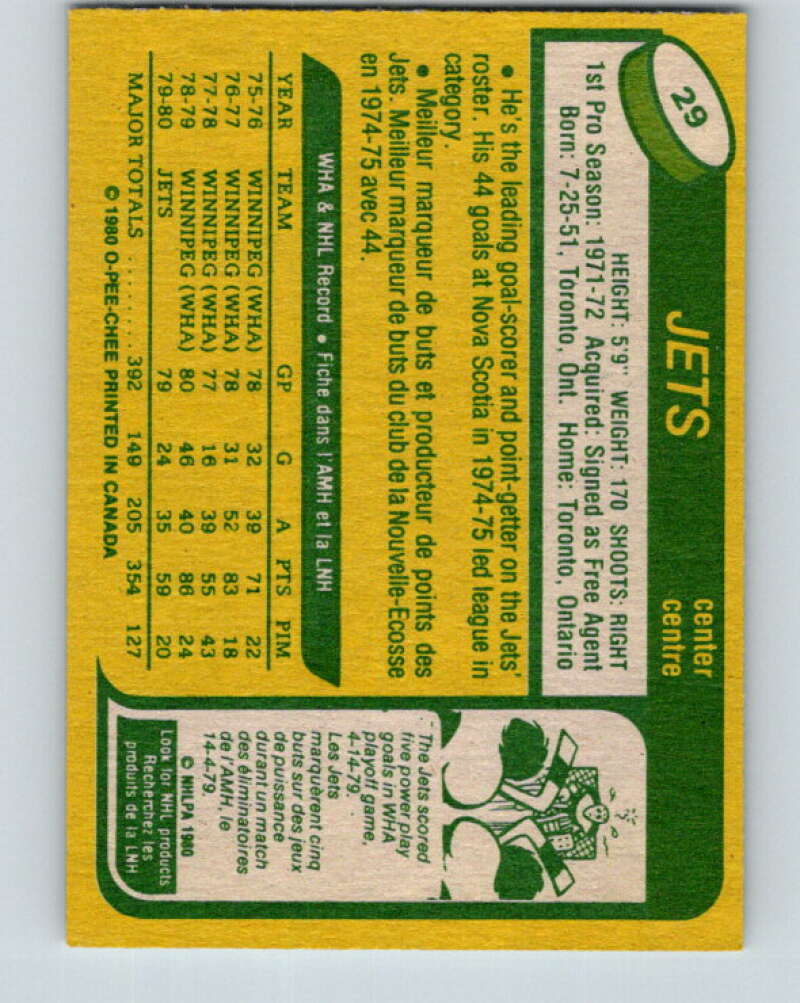 29
JETS
center
centre
HEIGHT: 5'9" WEIGHT: 170 SHOOTS: RIGHT
1st Pro Season: 1971-72 Acquired: Signed as Free Agent
Born: 7-25-51, Toronto, Ont. Home: Toronto, Ontario
• He's the leading goal-scorer and point-getter on the Jets'
roster. His 44 goals at Nova Scotia in 1974-75 led league in
category.
• Meilleur marqueur de buts et producteur de points des
Jets. Meilleur marqueur de buts du club de la Nouvelle-Ecosse
en 1974-75 avec 44.
WHA & NHL Record • Fiche dans l'AMH et la LNH
YEAR TEAM GP G A PTS PIM
75-76 WINNIPEG (WHA) 78 32 39 71 22
76-77 WINNIPEG (WHA) 78 31 52 83 18
77-78 WINNIPEG (WHA) 77 16 39 55 43
78-79 WINNIPEG (WHA) 80 46 40 86 24
79-80 JETS 79 24 35 59 20
MAJOR TOTALS ......... 392 149 205 354 127
© 1980 O-PEE-CHEE PRINTED IN CANADA
The Jets scored
five power play
goals in WHA
playoff game,
4-14-79.
Les Jets
marquèrent cinq
buts sur des jeux
de puissance
durant un match
des éliminatoires
de l'AMH, le
14-4-79.
© NHLPA 1980
Look for NHL products
Recherchez les
produits de la LNH